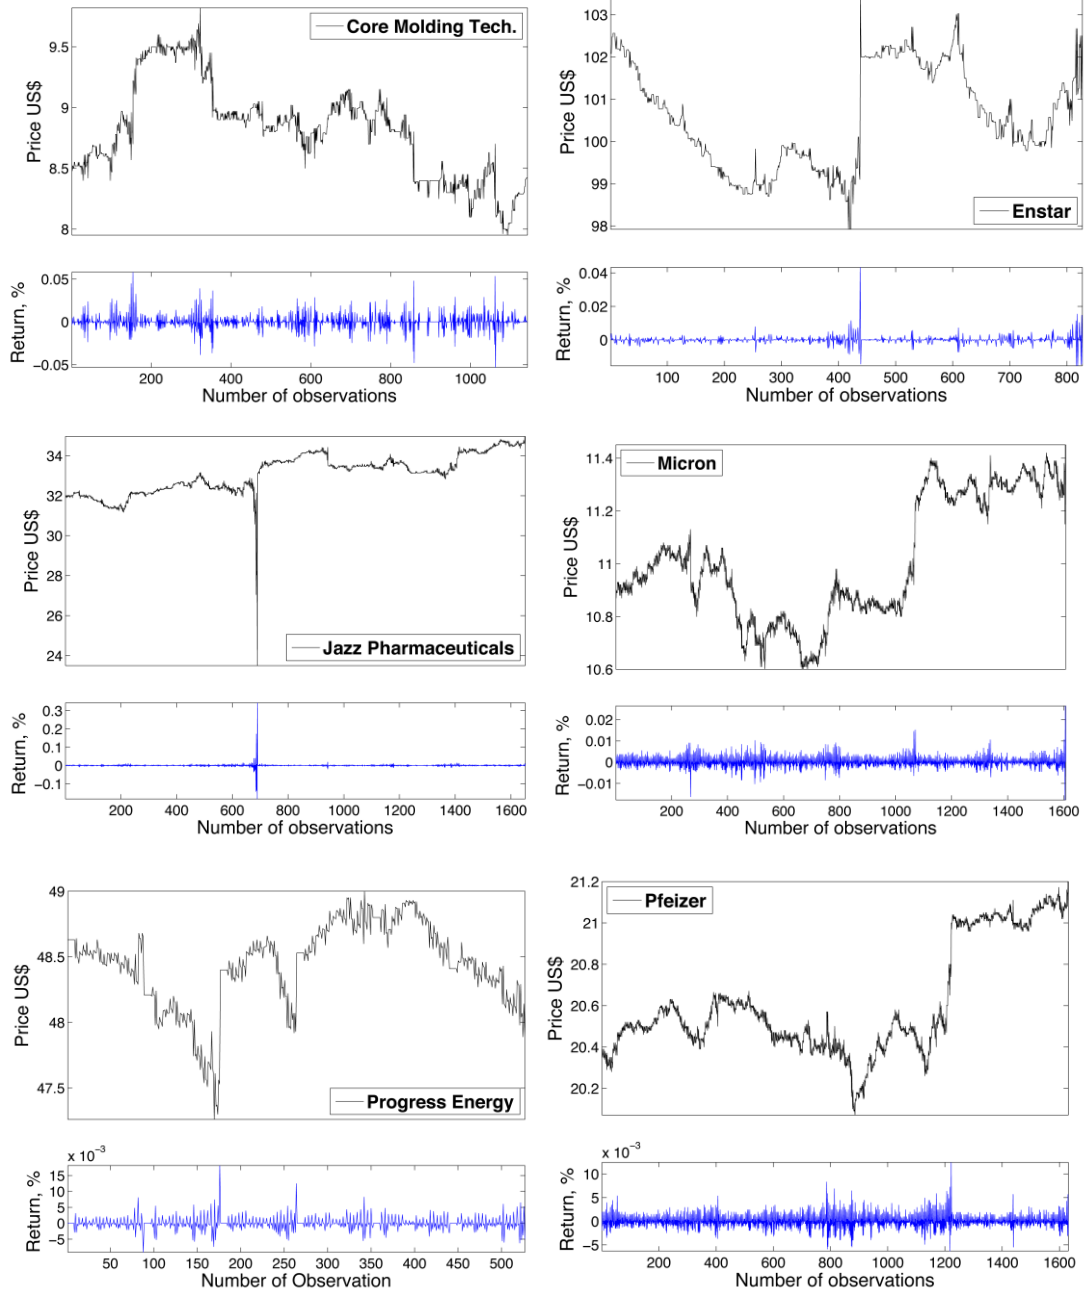 Core Molding Tech.
9.5
9
8.5
8
Price US$
0.05
0
−0.05
Return, %
200 400 600 800 1000
Number of observations
Enstar
103
102
101
100
99
98
Price US$
0.04
0.02
0
Return, %
100 200 300 400 500 600 700 800
Number of observations
Jazz Pharmaceuticals
34
32
30
28
26
24
Price US$
0.3
0.2
0.1
0
−0.1
Return, %
200 400 600 800 1000 1200 1400 1600
Number of observations
Micron
11.4
11.2
11
10.8
10.6
Price US$
0.02
0.01
0
−0.01
Return, %
200 400 600 800 1000 1200 1400 1600
Number of observations
Progress Energy
49
48.5
48
47.5
Price US$
x 10⁻³
15
10
5
0
−5
Return, %
50 100 150 200 250 300 350 400 450 500
Number of Observation
Pfeizer
21.2
21
20.8
20.6
20.4
20.2
Price US$
x 10⁻³
10
5
0
−5
Return, %
200 400 600 800 1000 1200 1400 1600
Number of observations